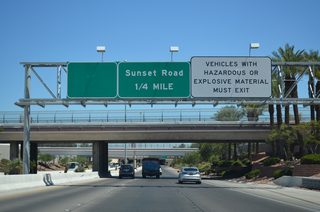 Sunset Road
1/4 MILE
VEHICLES WITH
HAZARDOUS OR
EXPLOSIVE MATERIAL
MUST EXIT